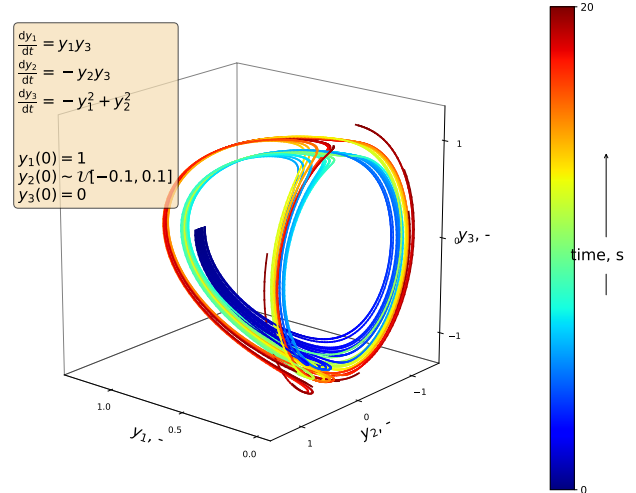 dy₁/dt = y₁y₃
dy₂/dt = −y₂y₃
dy₃/dt = −y₁² + y₂²
y₁(0) = 1
y₂(0) ~ 𝒰[−0.1, 0.1]
y₃(0) = 0
1.0
0.5
0.0
y₁, -
1
0
−1
y₂, -
1
0
−1
y₃, -
20
time, s
0